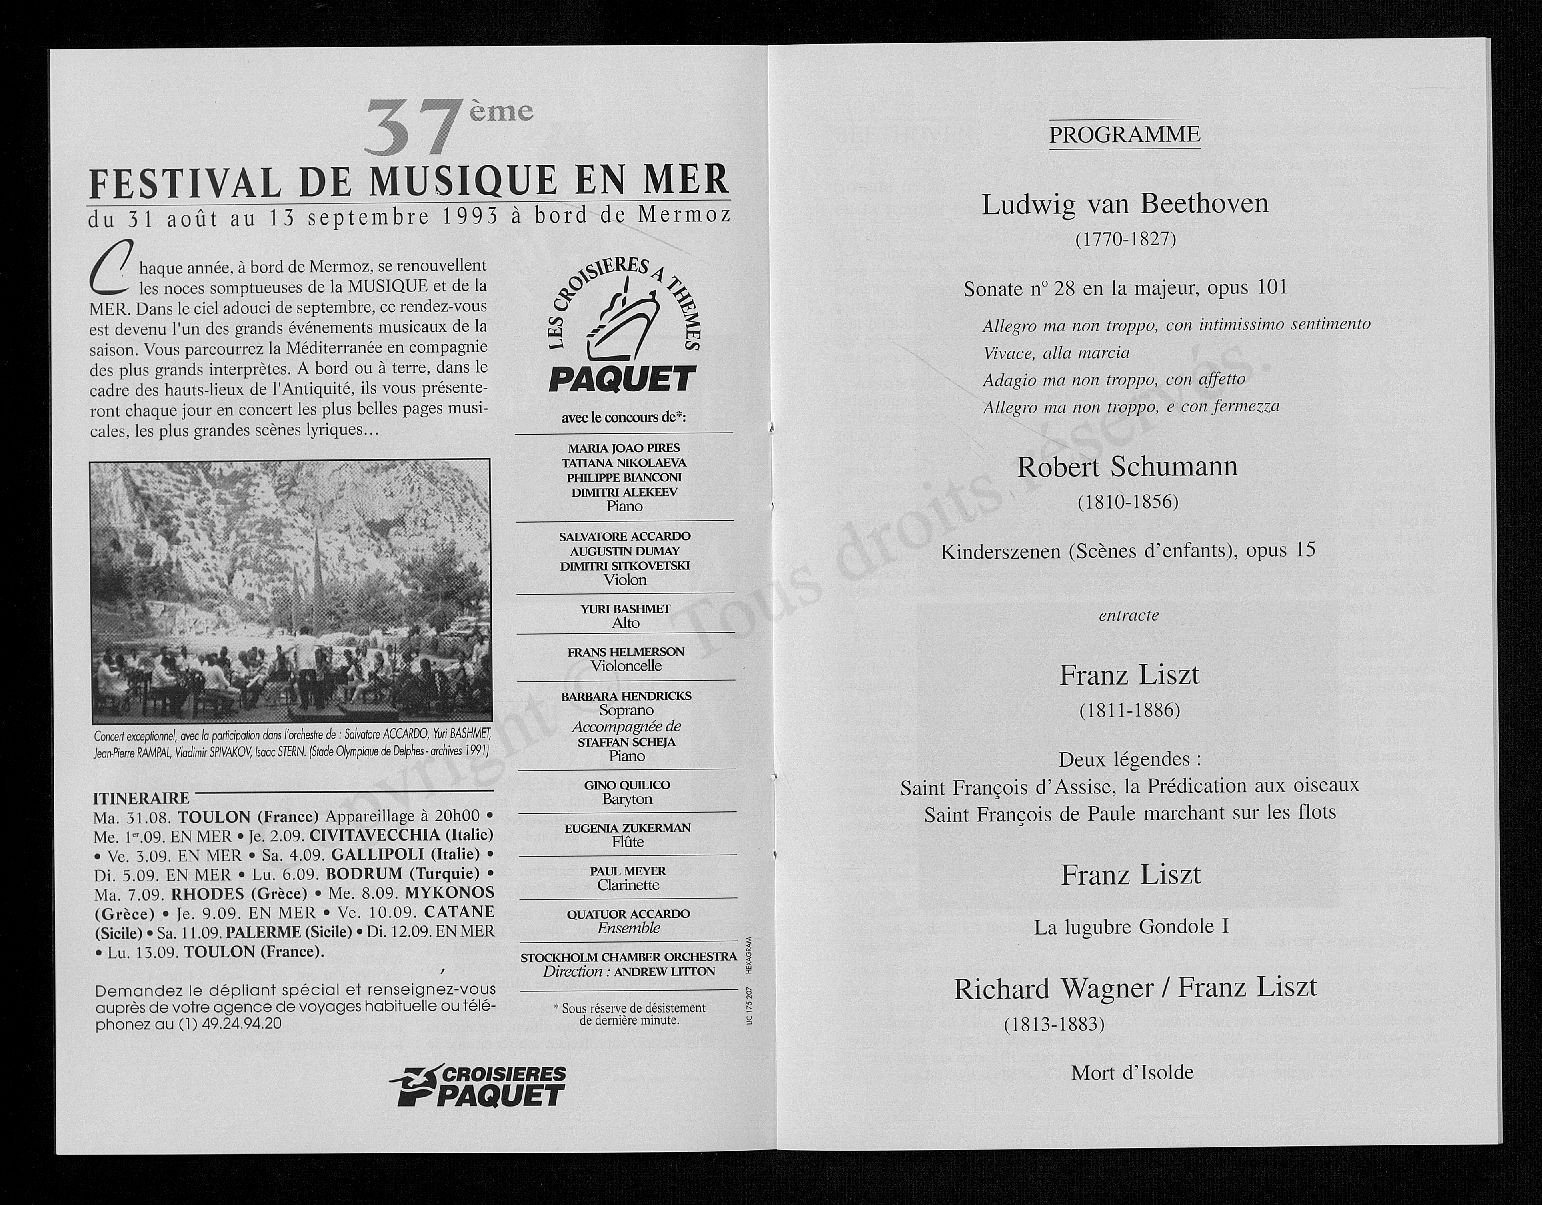 37ème
FESTIVAL DE MUSIQUE EN MER
du 31 août au 13 septembre 1993 à bord de Mermoz
Chaque année, à bord de Mermoz, se renouvellent
les noces somptueuses de la MUSIQUE et de la
MER. Dans le ciel adouci de septembre, ce rendez-vous
est devenu l'un des grands événements musicaux de la
saison. Vous parcourrez la Méditerranée en compagnie
des plus grands interprètes. A bord ou à terre, dans le
cadre des hauts-lieux de l'Antiquité, ils vous présente-
ront chaque jour en concert les plus belles pages musi-
cales, les plus grandes scènes lyriques...
Concert exceptionnel, avec la participation dans l'orchestre de : Salvatore ACCARDO, Yuri BASHMET,
Jean-Pierre RAMPAL, Vladimir SPIVAKOV, Isaac STERN. (Stade Olympique de Delphes - archives 1991)
ITINERAIRE
Ma. 31.08. TOULON (France) Appareillage à 20h00 •
Me. 1er.09. EN MER • Je. 2.09. CIVITAVECCHIA (Italie)
• Ve. 3.09. EN MER • Sa. 4.09. GALLIPOLI (Italie) •
Di. 5.09. EN MER • Lu. 6.09. BODRUM (Turquie) •
Ma. 7.09. RHODES (Grèce) • Me. 8.09. MYKONOS
(Grèce) • Je. 9.09. EN MER • Ve. 10.09. CATANE
(Sicile) • Sa. 11.09. PALERME (Sicile) • Di. 12.09. EN MER
• Lu. 13.09. TOULON (France).
Demandez le dépliant spécial et renseignez-vous
auprès de votre agence de voyages habituelle ou télé-
phonez au (1) 49.24.94.20
LES CROISIERES A THEMES
PAQUET
avec le concours de*:
MARIA JOAO PIRES
TATIANA NIKOLAEVA
PHILIPPE BIANCONI
DIMITRI ALEKEEV
Piano
SALVATORE ACCARDO
AUGUSTIN DUMAY
DIMITRI SITKOVETSKI
Violon
YURI BASHMET
Alto
FRANS HELMERSON
Violoncelle
BARBARA HENDRICKS
Soprano
Accompagnée de
STAFFAN SCHEJA
Piano
GINO QUILICO
Baryton
EUGENIA ZUKERMAN
Flûte
PAUL MEYER
Clarinette
QUATUOR ACCARDO
Ensemble
STOCKHOLM CHAMBER ORCHESTRA
Direction : ANDREW LITTON
* Sous réserve de désistement
de dernière minute.
LIC 175 207 HEXAGRAM
CROISIERES
PAQUET
PROGRAMME
Ludwig van Beethoven
(1770-1827)
Sonate n° 28 en la majeur, opus 101
Allegro ma non troppo, con intimissimo sentimento
Vivace, alla marcia
Adagio ma non troppo, con affetto
Allegro ma non troppo, e con fermezza
Robert Schumann
(1810-1856)
Kinderszenen (Scènes d'enfants), opus 15
entracte
Franz Liszt
(1811-1886)
Deux légendes :
Saint François d'Assise, la Prédication aux oiseaux
Saint François de Paule marchant sur les flots
Franz Liszt
La lugubre Gondole I
Richard Wagner / Franz Liszt
(1813-1883)
Mort d'Isolde
Copyright © Tous droits réservés.